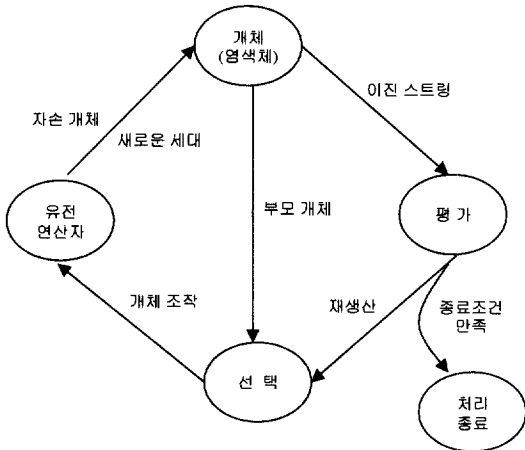 개체
(염색체)
이진 스트링
자손 개체
새로운 세대
유전
연산자
부모 개체
평 가
개체 조작
재생산
종료조건
만족
선 택
처리
종료